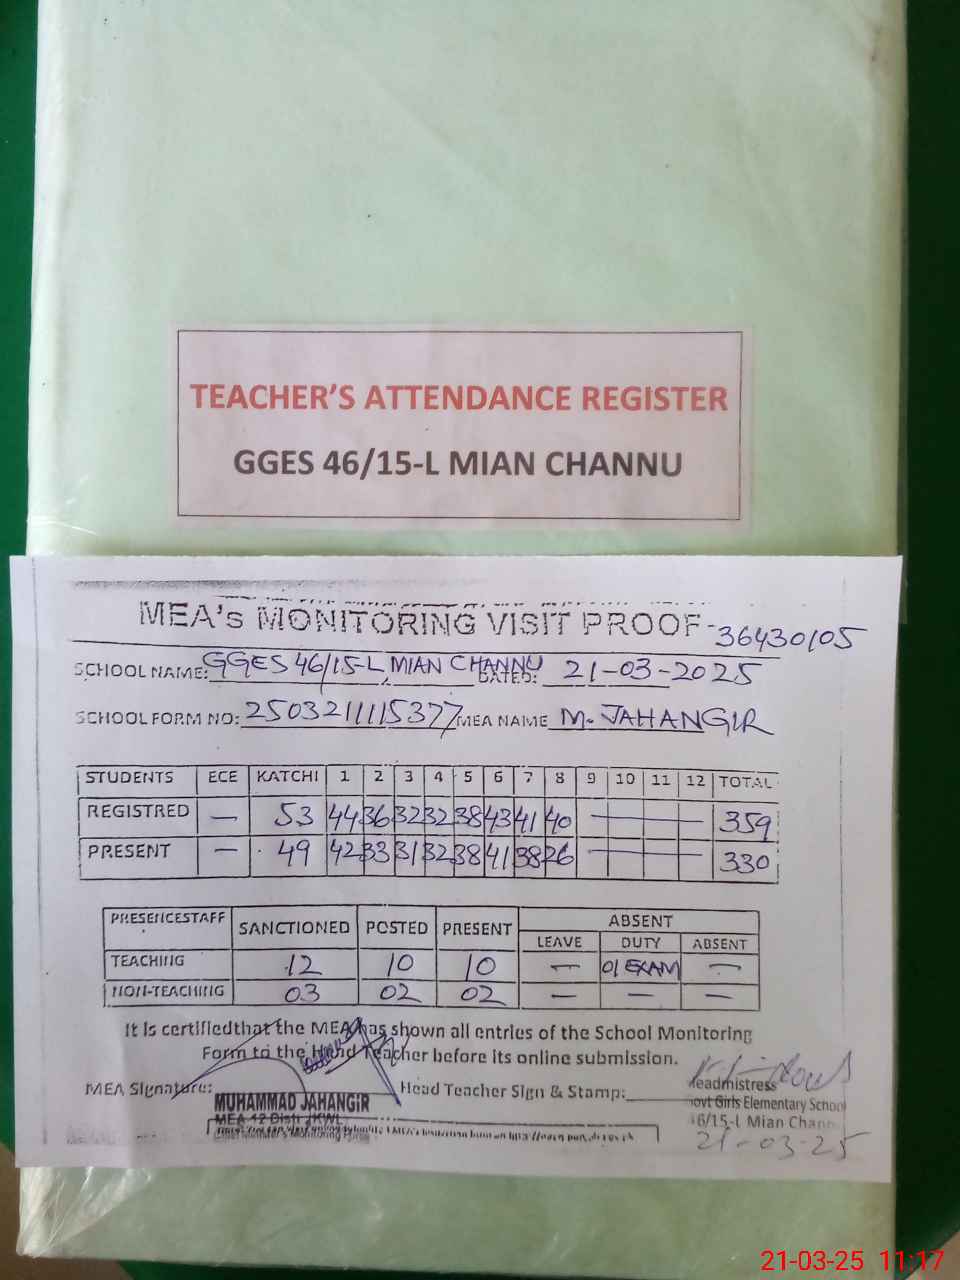 TEACHER'S ATTENDANCE REGISTER
GGES 46/15-L MIAN CHANNU
MEA's MONITORING VISIT PROOF - 36430105
SCHOOL NAME: GGES 46/15-L, MIAN CHANNU DATED: 21-03-2025
SCHOOL FORM NO: 2503211115377 MEA NAME M. JAHANGIR
STUDENTS ECE KATCHI 1 2 3 4 5 6 7 8 9 10 11 12 TOTAL
REGISTRED — 53 44 36 32 32 38 43 41 40 — 359
PRESENT — 49 42 33 31 32 38 41 38 26 — 330
PRESENCESTAFF SANCTIONED POSTED PRESENT ABSENT
LEAVE DUTY ABSENT
TEACHING 12 10 10 — 01 EXAM —
NON-TEACHING 03 02 02 — — —
It is certifiedthat the MEA has shown all entries of the School Monitoring
Form to the Head Teacher before its online submission.
MEA Signature: Head Teacher Sign & Stamp:
MUHAMMAD JAHANGIR
MEA 12 Distt. KWL
Headmistress
Govt Girls Elementary School
46/15-L Mian Chann
21-03-25
21-03-25 11:17